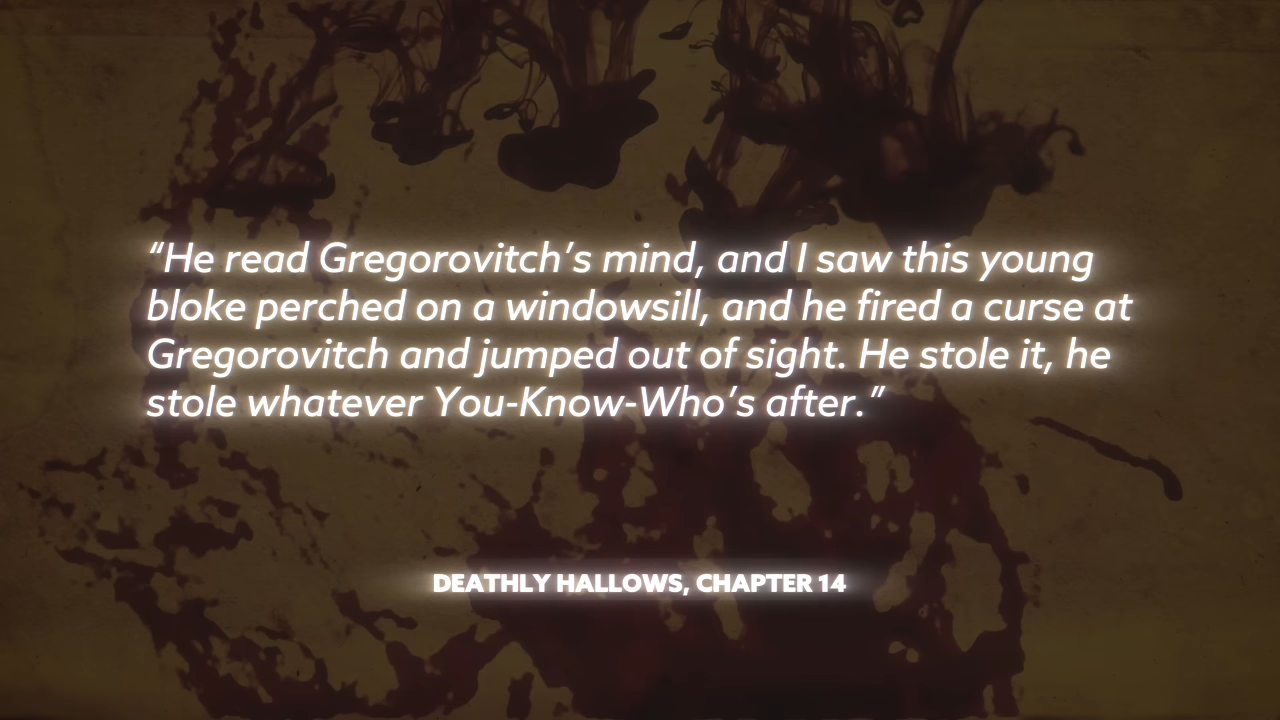 “He read Gregorovitch’s mind, and I saw this young
bloke perched on a windowsill, and he fired a curse at
Gregorovitch and jumped out of sight. He stole it, he
stole whatever You-Know-Who’s after.”
DEATHLY HALLOWS, CHAPTER 14